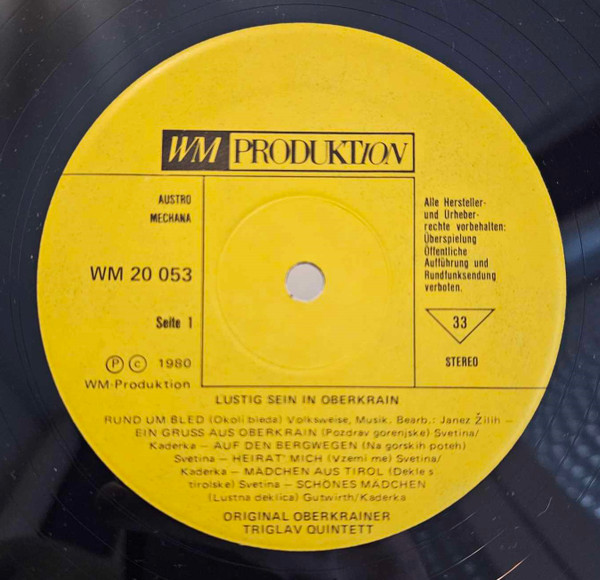 WM PRODUKTION
AUSTRO
MECHANA
WM 20 053
Seite 1
Ⓟ Ⓒ 1980
WM-Produktion
Alle Hersteller-
und Urheber-
rechte vorbehalten:
Überspielung
Öffentliche
Aufführung und
Rundfunksendung
verboten.
33
STEREO
LUSTIG SEIN IN OBERKRAIN
RUND UM BLED (Okoli bleda) Volksweise, Musik. Bearb.: Janez Žilih –
EIN GRUSS AUS OBERKRAIN (Pozdrav gorenjske) Svetina/
Kaderka – AUF DEN BERGWEGEN (Na gorskih poteh)
Svetina – HEIRAT' MICH (Vzemi me) Svetina/
Kaderka – MÄDCHEN AUS TIROL (Dekle s
tirolske) Svetina – SCHÖNES MÄDCHEN
(Lustna deklica) Gutwirth/Kaderka
ORIGINAL OBERKRAINER
TRIGLAV QUINTETT